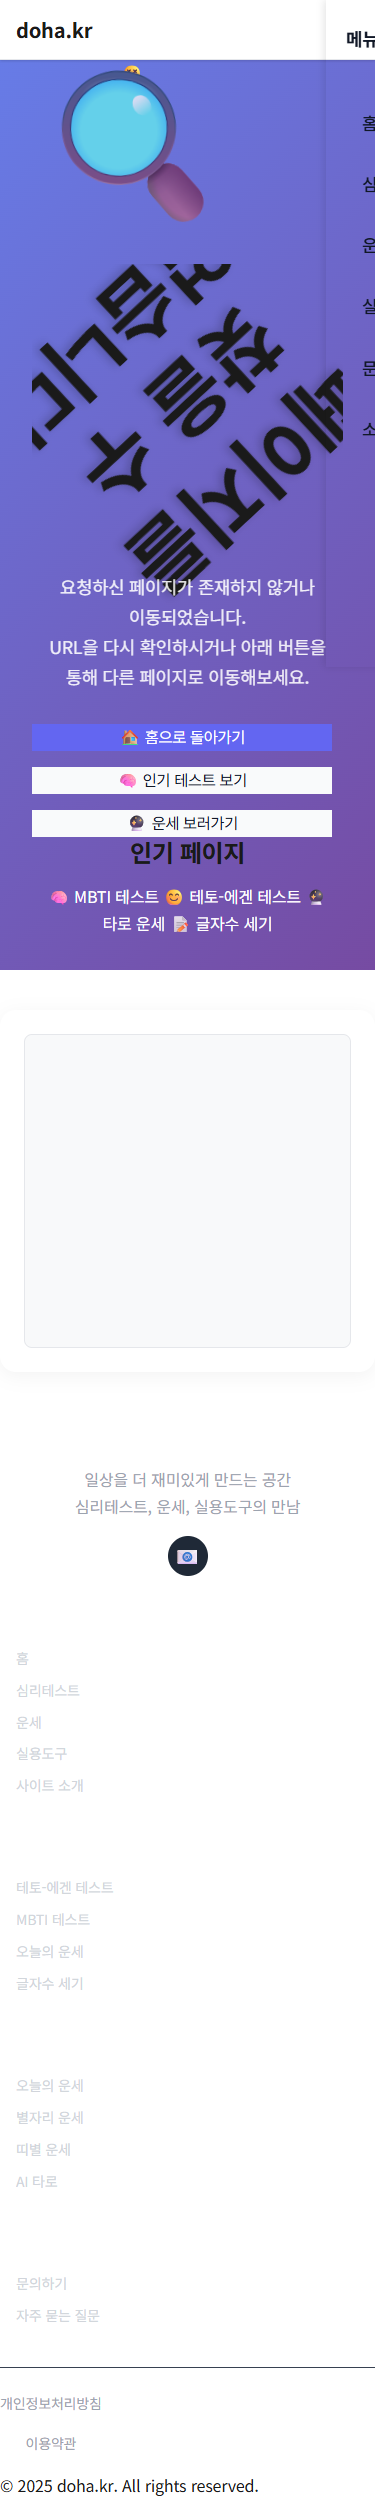 doha.kr
메뉴
홈
페이지를
찾을 수
요청하신 페이지가 존재하지 않거나
이동되었습니다.
URL을 다시 확인하시거나 아래 버튼을
통해 다른 페이지로 이동해보세요.
🏠 홈으로 돌아가기
🧠 인기 테스트 보기
🔮 운세 보러가기
인기 페이지
🧠 MBTI 테스트 😊 테토-에겐 테스트 🔮
타로 운세 📝 글자수 세기
일상을 더 재미있게 만드는 공간
심리테스트, 운세, 실용도구의 만남
홈
심리테스트
운세
실용도구
사이트 소개
테토-에겐 테스트
MBTI 테스트
오늘의 운세
글자수 세기
오늘의 운세
별자리 운세
띠별 운세
AI 타로
문의하기
자주 묻는 질문
개인정보처리방침
이용약관
© 2025 doha.kr. All rights reserved.